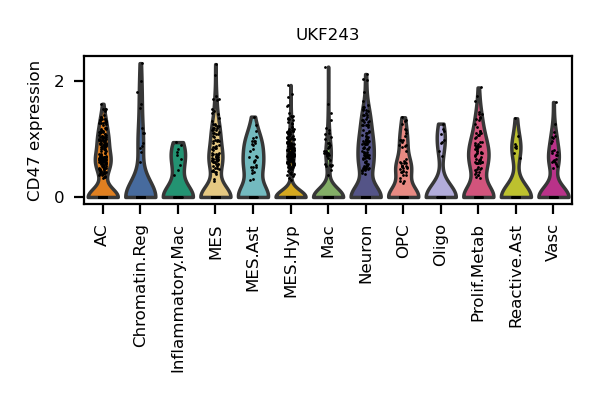 UKF243
CD47 expression
2
0
AC
Chromatin.Reg
Inflammatory.Mac
MES
MES.Ast
MES.Hyp
Mac
Neuron
OPC
Oligo
Prolif.Metab
Reactive.Ast
Vasc